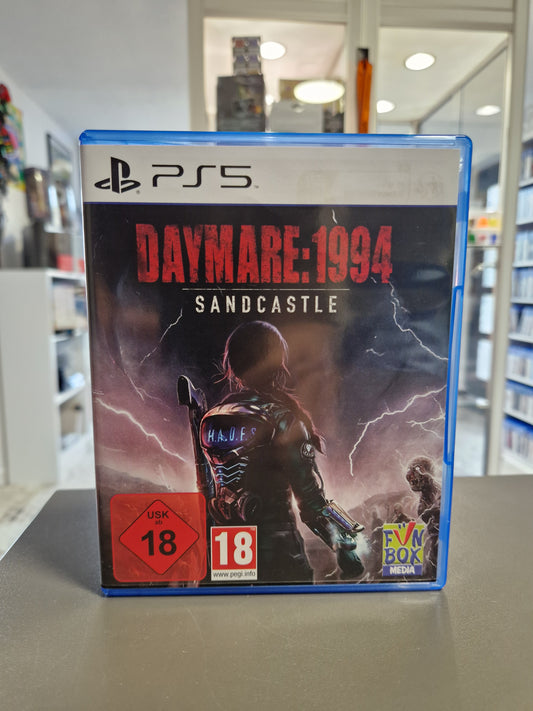 PS5
DAYMARE:1994
SANDCASTLE
H.A.D.E.S
USK
ab
18
18
www.pegi.info
FUN
BOX
MEDIA